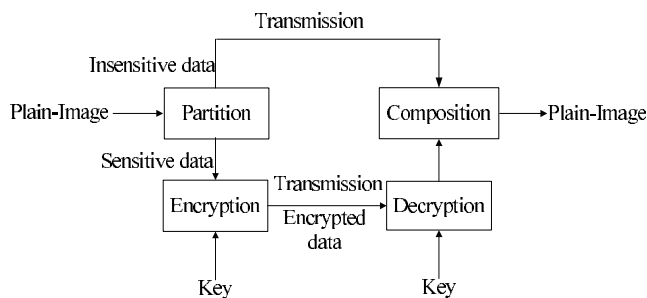 Transmission
Insensitive data
Plain-Image
Partition
Composition
Plain-Image
Sensitive data
Transmission
Encryption
Encrypted
data
Decryption
Key
Key